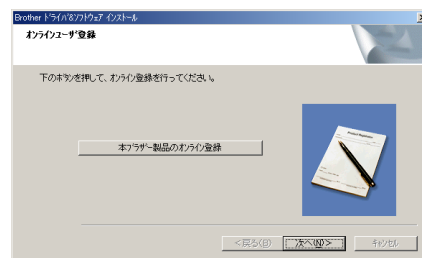 Brother ドライバ&ソフトウェア インストール
オンラインユーザ登録
下のボタンを押して、オンライン登録を行ってください。
本ブラザー製品のオンライン登録
Product Registration
<戻る(B)
次へ(N)>
キャンセル